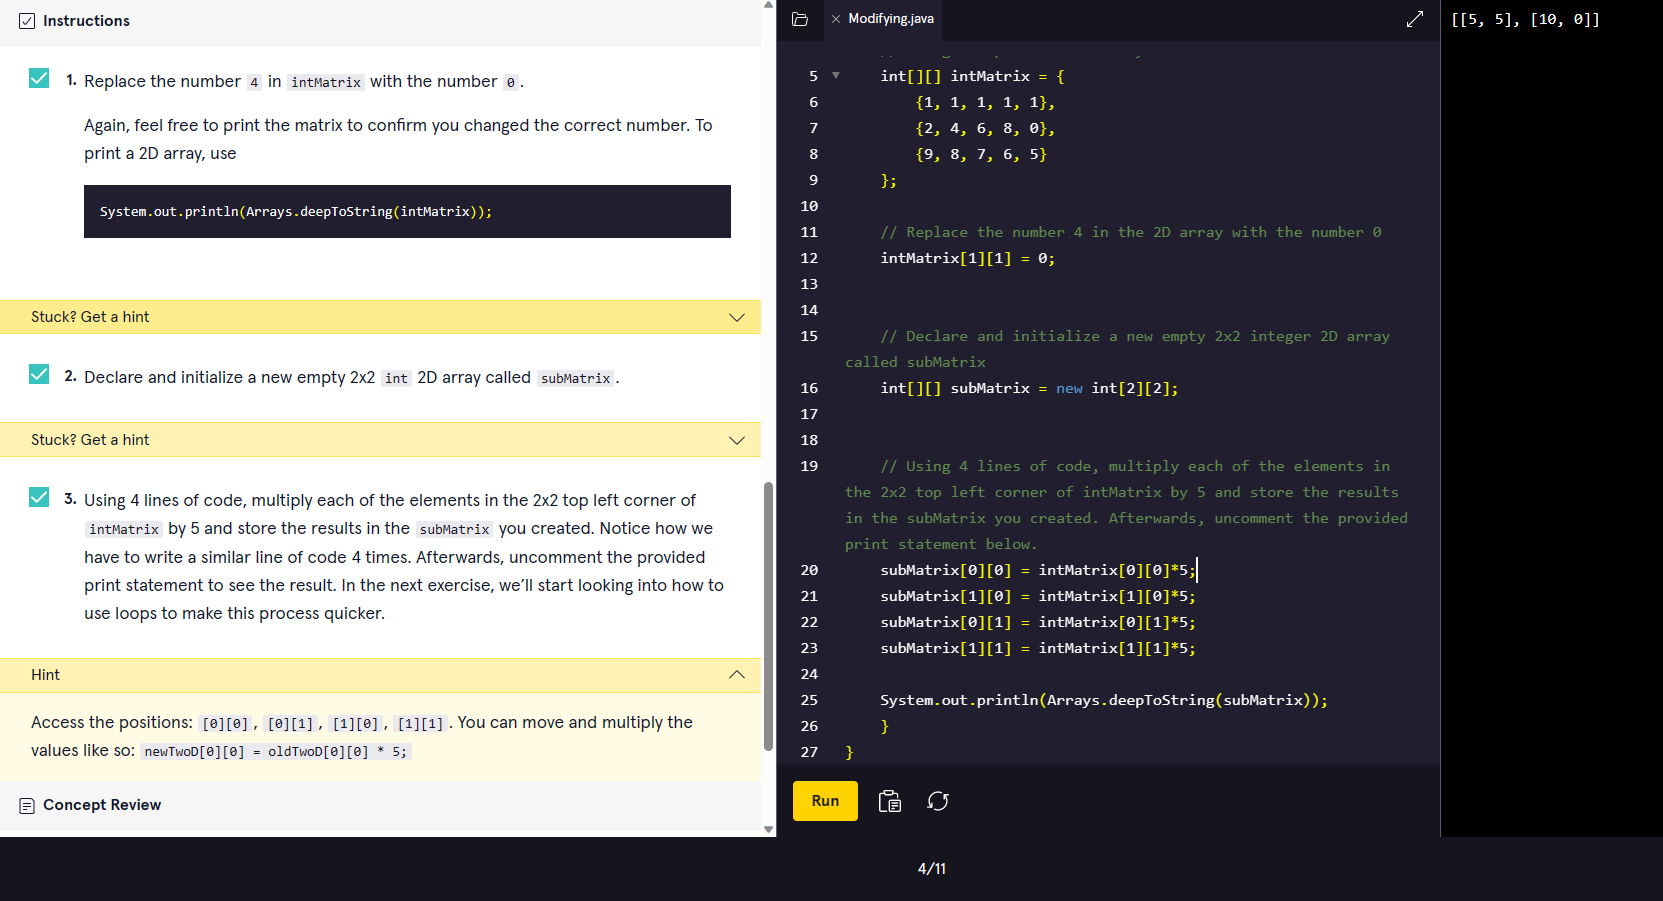 Instructions
1. Replace the number 4 in intMatrix with the number 0.
Again, feel free to print the matrix to confirm you changed the correct number. To
print a 2D array, use
System.out.println(Arrays.deepToString(intMatrix));
Stuck? Get a hint
2. Declare and initialize a new empty 2x2 int 2D array called subMatrix.
Stuck? Get a hint
3. Using 4 lines of code, multiply each of the elements in the 2x2 top left corner of
intMatrix by 5 and store the results in the subMatrix you created. Notice how we
have to write a similar line of code 4 times. Afterwards, uncomment the provided
print statement to see the result. In the next exercise, we’ll start looking into how to
use loops to make this process quicker.
Hint
Access the positions: [0][0], [0][1], [1][0], [1][1]. You can move and multiply the
values like so: newTwoD[0][0] = oldTwoD[0][0] * 5;
Concept Review
Modifying.java
5 int[][] intMatrix = {
6 {1, 1, 1, 1, 1},
7 {2, 4, 6, 8, 0},
8 {9, 8, 7, 6, 5}
9 };
10
11 // Replace the number 4 in the 2D array with the number 0
12 intMatrix[1][1] = 0;
13
14
15 // Declare and initialize a new empty 2x2 integer 2D array
called subMatrix
16 int[][] subMatrix = new int[2][2];
17
18
19 // Using 4 lines of code, multiply each of the elements in
the 2x2 top left corner of intMatrix by 5 and store the results
in the subMatrix you created. Afterwards, uncomment the provided
print statement below.
20 subMatrix[0][0] = intMatrix[0][0]*5;
21 subMatrix[1][0] = intMatrix[1][0]*5;
22 subMatrix[0][1] = intMatrix[0][1]*5;
23 subMatrix[1][1] = intMatrix[1][1]*5;
24
25 System.out.println(Arrays.deepToString(subMatrix));
26 }
27 }
Run
[[5, 5], [10, 0]]
4/11